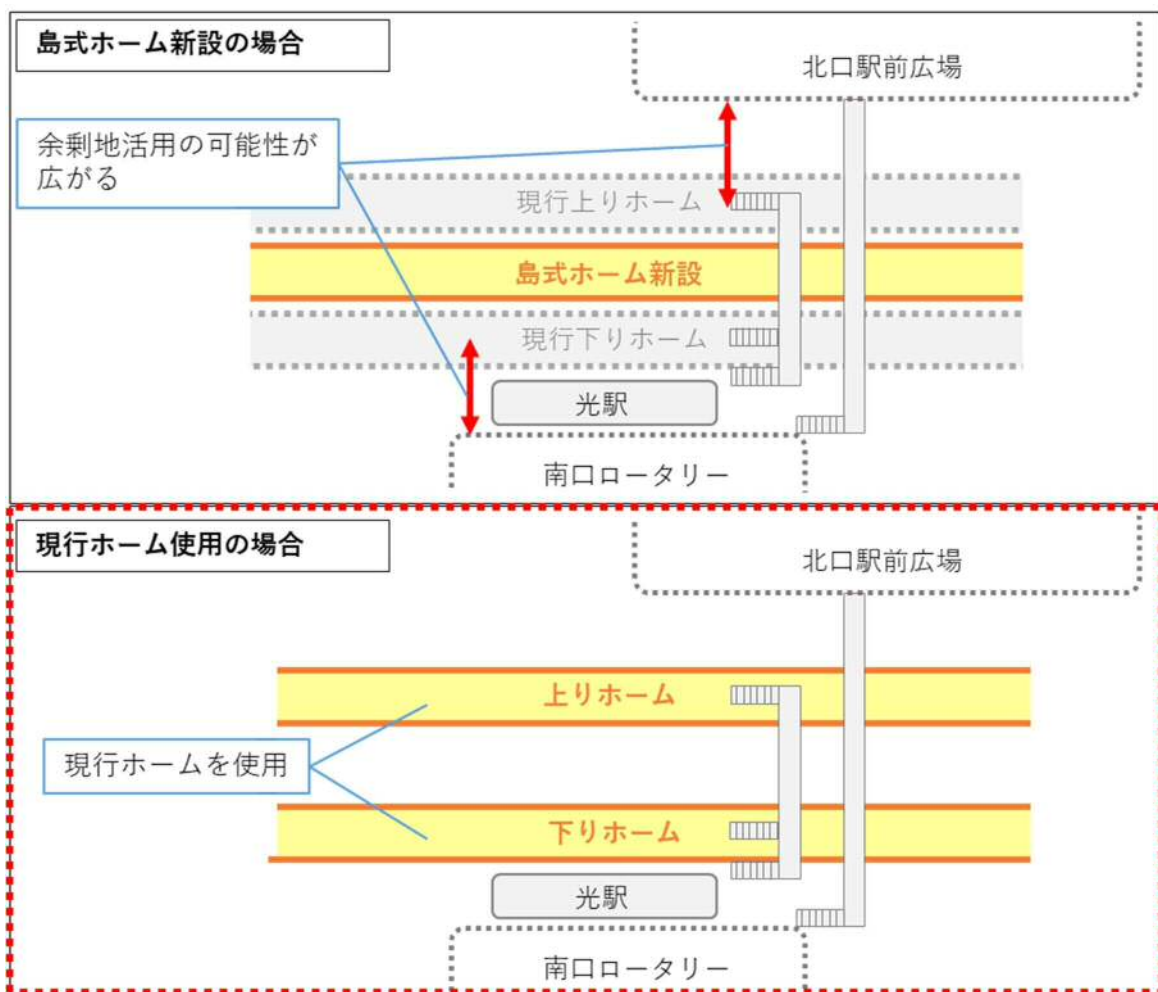 島式ホーム新設の場合
北口駅前広場
余剰地活用の可能性が
広がる
現行上りホーム
島式ホーム新設
現行下りホーム
光駅
南口ロータリー
現行ホーム使用の場合
北口駅前広場
上りホーム
現行ホームを使用
下りホーム
光駅
南口ロータリー